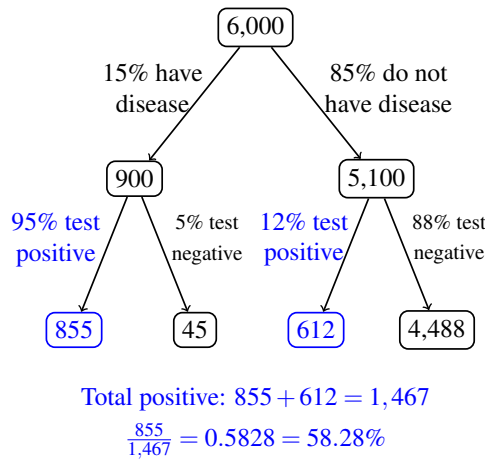 6,000
15% have
disease
85% do not
have disease
900
5,100
95% test
positive
5% test
negative
12% test
positive
88% test
negative
855
45
612
4,488
Total positive: 855 + 612 = 1,467
855/1,467 = 0.5828 = 58.28%